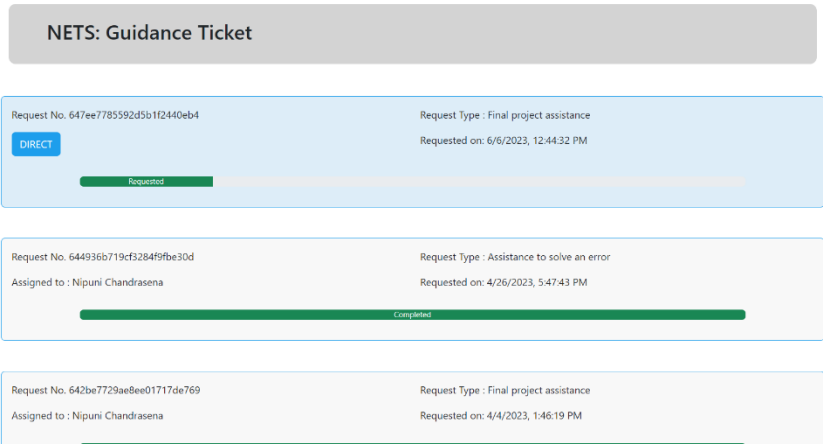 NETS: Guidance Ticket
Request No. 647ee7785592d5b1f2440eb4
Request Type : Final project assistance
DIRECT
Requested on: 6/6/2023, 12:44:32 PM
Requested
Request No. 644936b719cf3284f9fbe30d
Request Type : Assistance to solve an error
Assigned to : Nipuni Chandrasena
Requested on: 4/26/2023, 5:47:43 PM
Completed
Request No. 642be7729ae8ee01717de769
Request Type : Final project assistance
Assigned to : Nipuni Chandrasena
Requested on: 4/4/2023, 1:46:19 PM